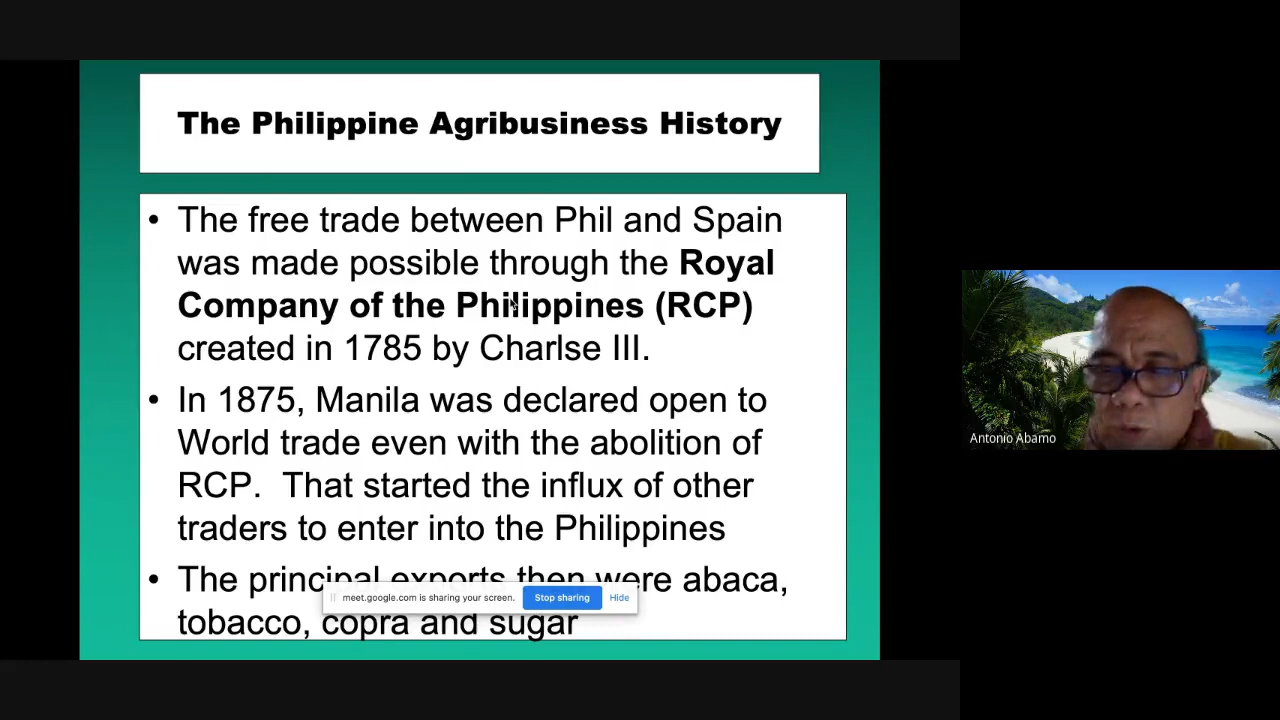 The Philippine Agribusiness History
• The free trade between Phil and Spain
was made possible through the Royal
Company of the Philippines (RCP)
created in 1785 by Charlse III.
• In 1875, Manila was declared open to
World trade even with the abolition of
RCP. That started the influx of other
traders to enter into the Philippines
• The principal exports then were abaca,
meet.google.com is sharing your screen. Stop sharing Hide
tobacco, copra and sugar
Antonio Abamo